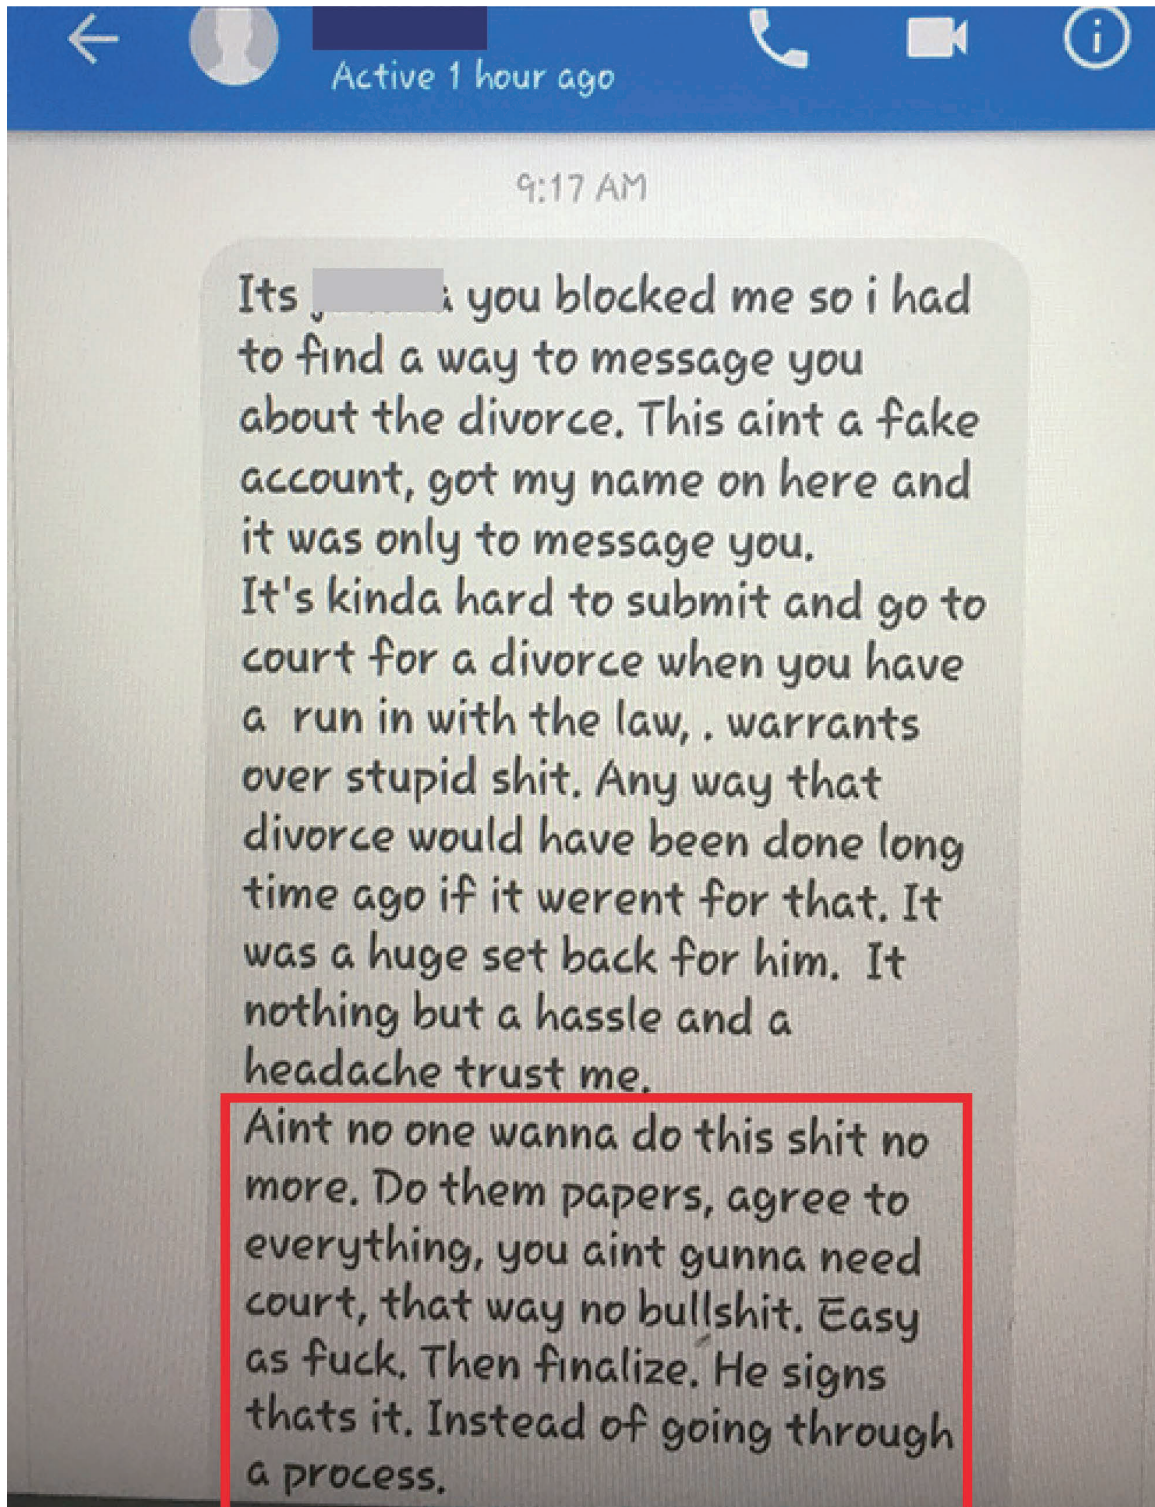 Active 1 hour ago
9:17 AM
Its you blocked me so i had
to find a way to message you
about the divorce. This aint a fake
account, got my name on here and
it was only to message you.
It's kinda hard to submit and go to
court for a divorce when you have
a run in with the law, . warrants
over stupid shit. Any way that
divorce would have been done long
time ago if it werent for that. It
was a huge set back for him. It
nothing but a hassle and a
headache trust me.
Aint no one wanna do this shit no
more. Do them papers, agree to
everything, you aint gunna need
court, that way no bullshit. Easy
as fuck. Then finalize. He signs
thats it. Instead of going through
a process.